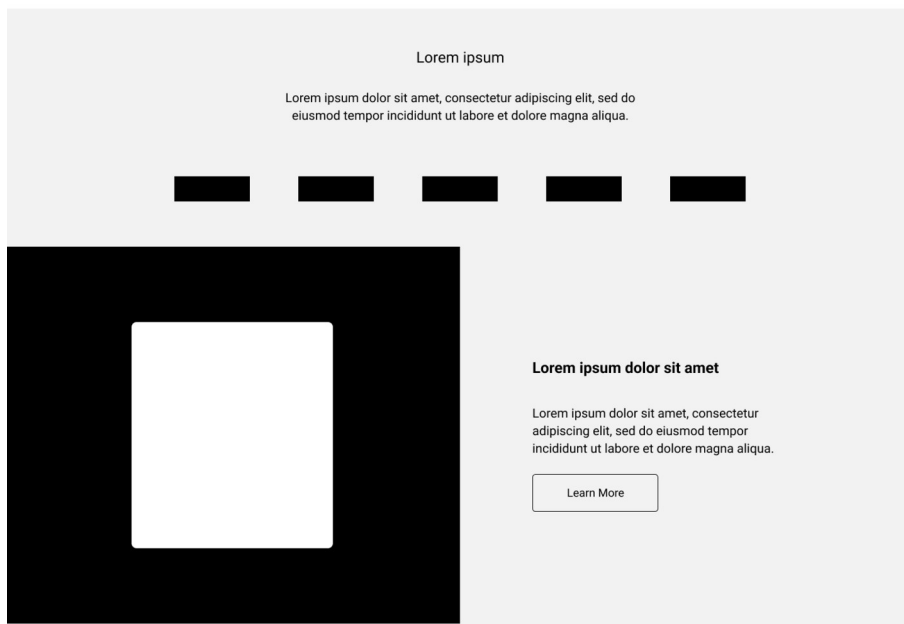 Lorem ipsum
Lorem ipsum dolor sit amet, consectetur adipiscing elit, sed do
eiusmod tempor incididunt ut labore et dolore magna aliqua.
Lorem ipsum dolor sit amet
Lorem ipsum dolor sit amet, consectetur
adipiscing elit, sed do eiusmod tempor
incididunt ut labore et dolore magna aliqua.
Learn More